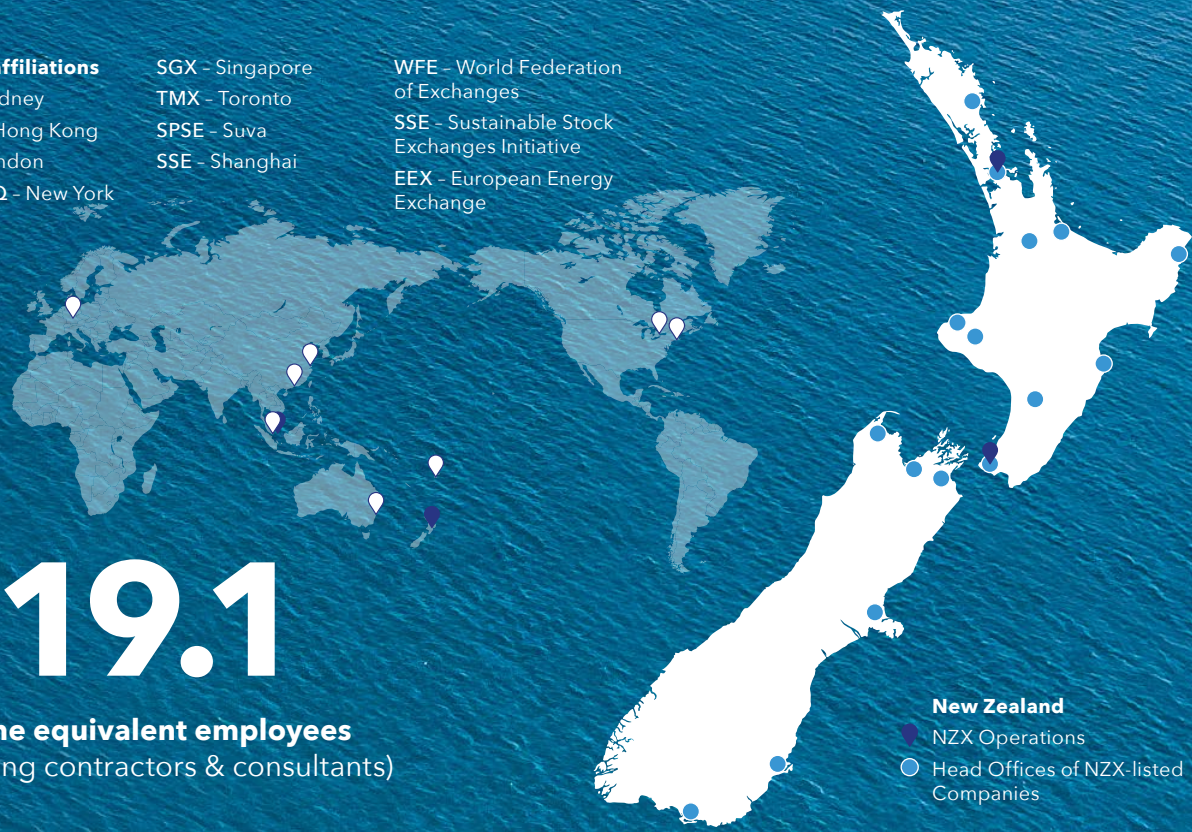 ffiliations
dney
Hong Kong
ndon
Q – New York
SGX – Singapore
TMX – Toronto
SPSE – Suva
SSE – Shanghai
WFE – World Federation
of Exchanges
SSE – Sustainable Stock
Exchanges Initiative
EEX – European Energy
Exchange
19.1
ne equivalent employees
ng contractors & consultants)
New Zealand
NZX Operations
Head Offices of NZX-listed
Companies